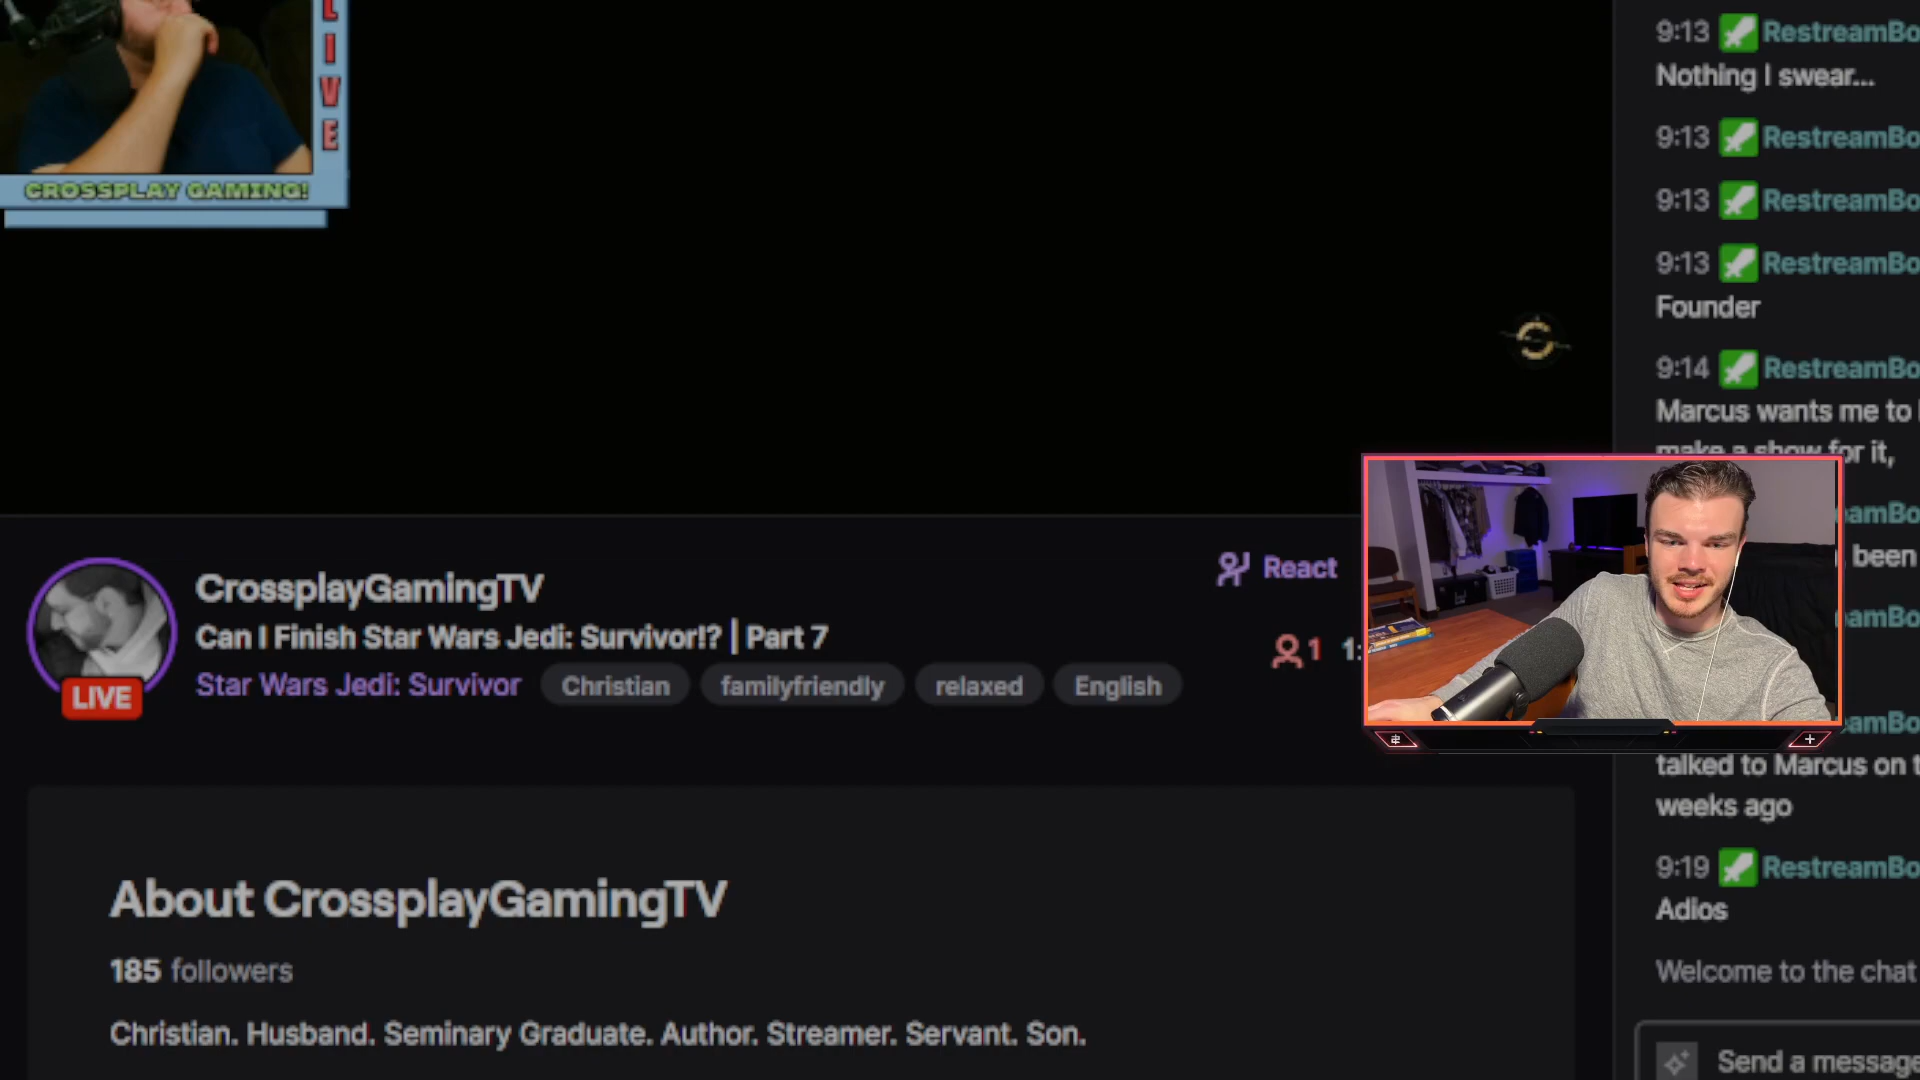 LIVE
CROSSPLAY GAMING!
CrossplayGamingTV
Can I Finish Star Wars Jedi: Survivor!? | Part 7
Star Wars Jedi: Survivor
Christian
familyfriendly
relaxed
English
LIVE
React
1
About CrossplayGamingTV
185 followers
Christian. Husband. Seminary Graduate. Author. Streamer. Servant. Son.
9:13 RestreamBo
Nothing I swear...
9:13 RestreamBo
9:13 RestreamBo
9:13 RestreamBo
Founder
9:14 RestreamBo
Marcus wants me to
make a show for it,
eamBo
been
eamBo
eamBo
talked to Marcus on t
weeks ago
9:19 RestreamBo
Adios
Welcome to the chat
Send a message